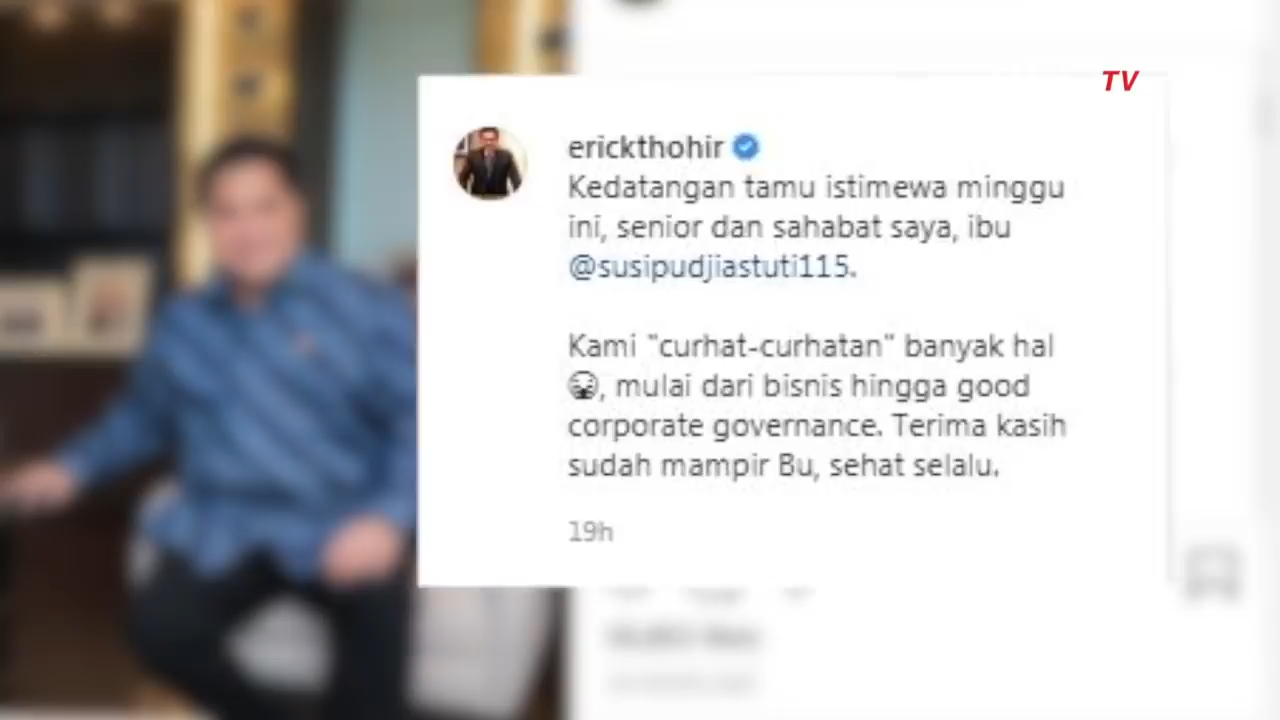 TV
erickthohir
Kedatangan tamu istimewa minggu
ini, senior dan sahabat saya, ibu
@susipudjiastuti115.
Kami "curhat-curhatan" banyak hal
😭, mulai dari bisnis hingga good
corporate governance. Terima kasih
sudah mampir Bu, sehat selalu.
19h